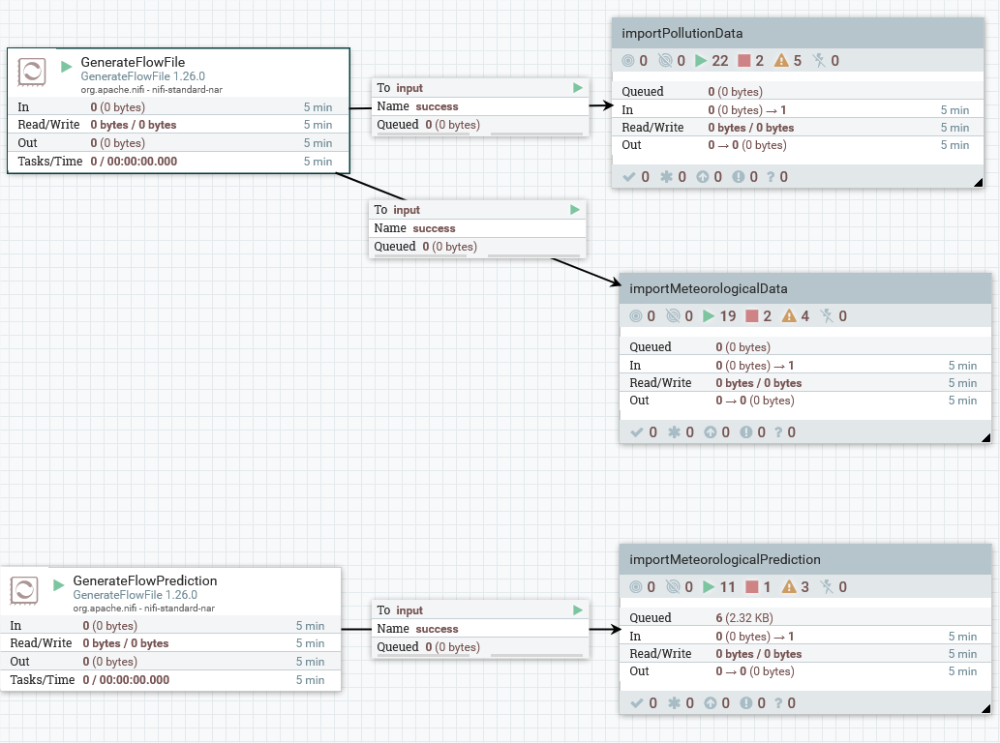 GenerateFlowFile
GenerateFlowFile 1.26.0
org.apache.nifi - nifi-standard-nar
In 0 (0 bytes) 5 min
Read/Write 0 bytes / 0 bytes 5 min
Out 0 (0 bytes) 5 min
Tasks/Time 0 / 00:00:00.000 5 min
To input
Name success
Queued 0 (0 bytes)
importPollutionData
0 0 22 2 5 0
Queued 0 (0 bytes)
In 0 (0 bytes) → 1 5 min
Read/Write 0 bytes / 0 bytes 5 min
Out 0 → 0 (0 bytes) 5 min
0 0 0 0 ? 0
To input
Name success
Queued 0 (0 bytes)
importMeteorologicalData
0 0 19 2 4 0
Queued 0 (0 bytes)
In 0 (0 bytes) → 1 5 min
Read/Write 0 bytes / 0 bytes 5 min
Out 0 → 0 (0 bytes) 5 min
0 0 0 0 ? 0
GenerateFlowPrediction
GenerateFlowFile 1.26.0
org.apache.nifi - nifi-standard-nar
In 0 (0 bytes) 5 min
Read/Write 0 bytes / 0 bytes 5 min
Out 0 (0 bytes) 5 min
Tasks/Time 0 / 00:00:00.000 5 min
To input
Name success
Queued 0 (0 bytes)
importMeteorologicalPrediction
0 0 11 1 3 0
Queued 6 (2.32 KB)
In 0 (0 bytes) → 1 5 min
Read/Write 0 bytes / 0 bytes 5 min
Out 0 → 0 (0 bytes) 5 min
0 0 0 0 ? 0